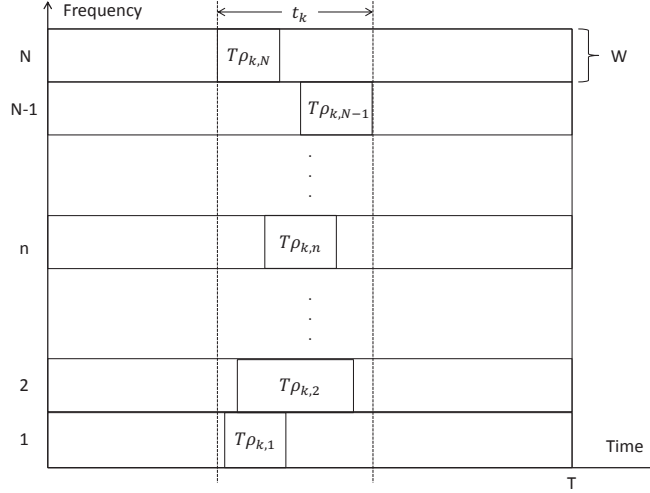 Frequency
t_k
N
Tρ_{k,N}
W
N-1
Tρ_{k,N−1}
.
.
.
n
Tρ_{k,n}
.
.
.
2
Tρ_{k,2}
1
Tρ_{k,1}
Time
T